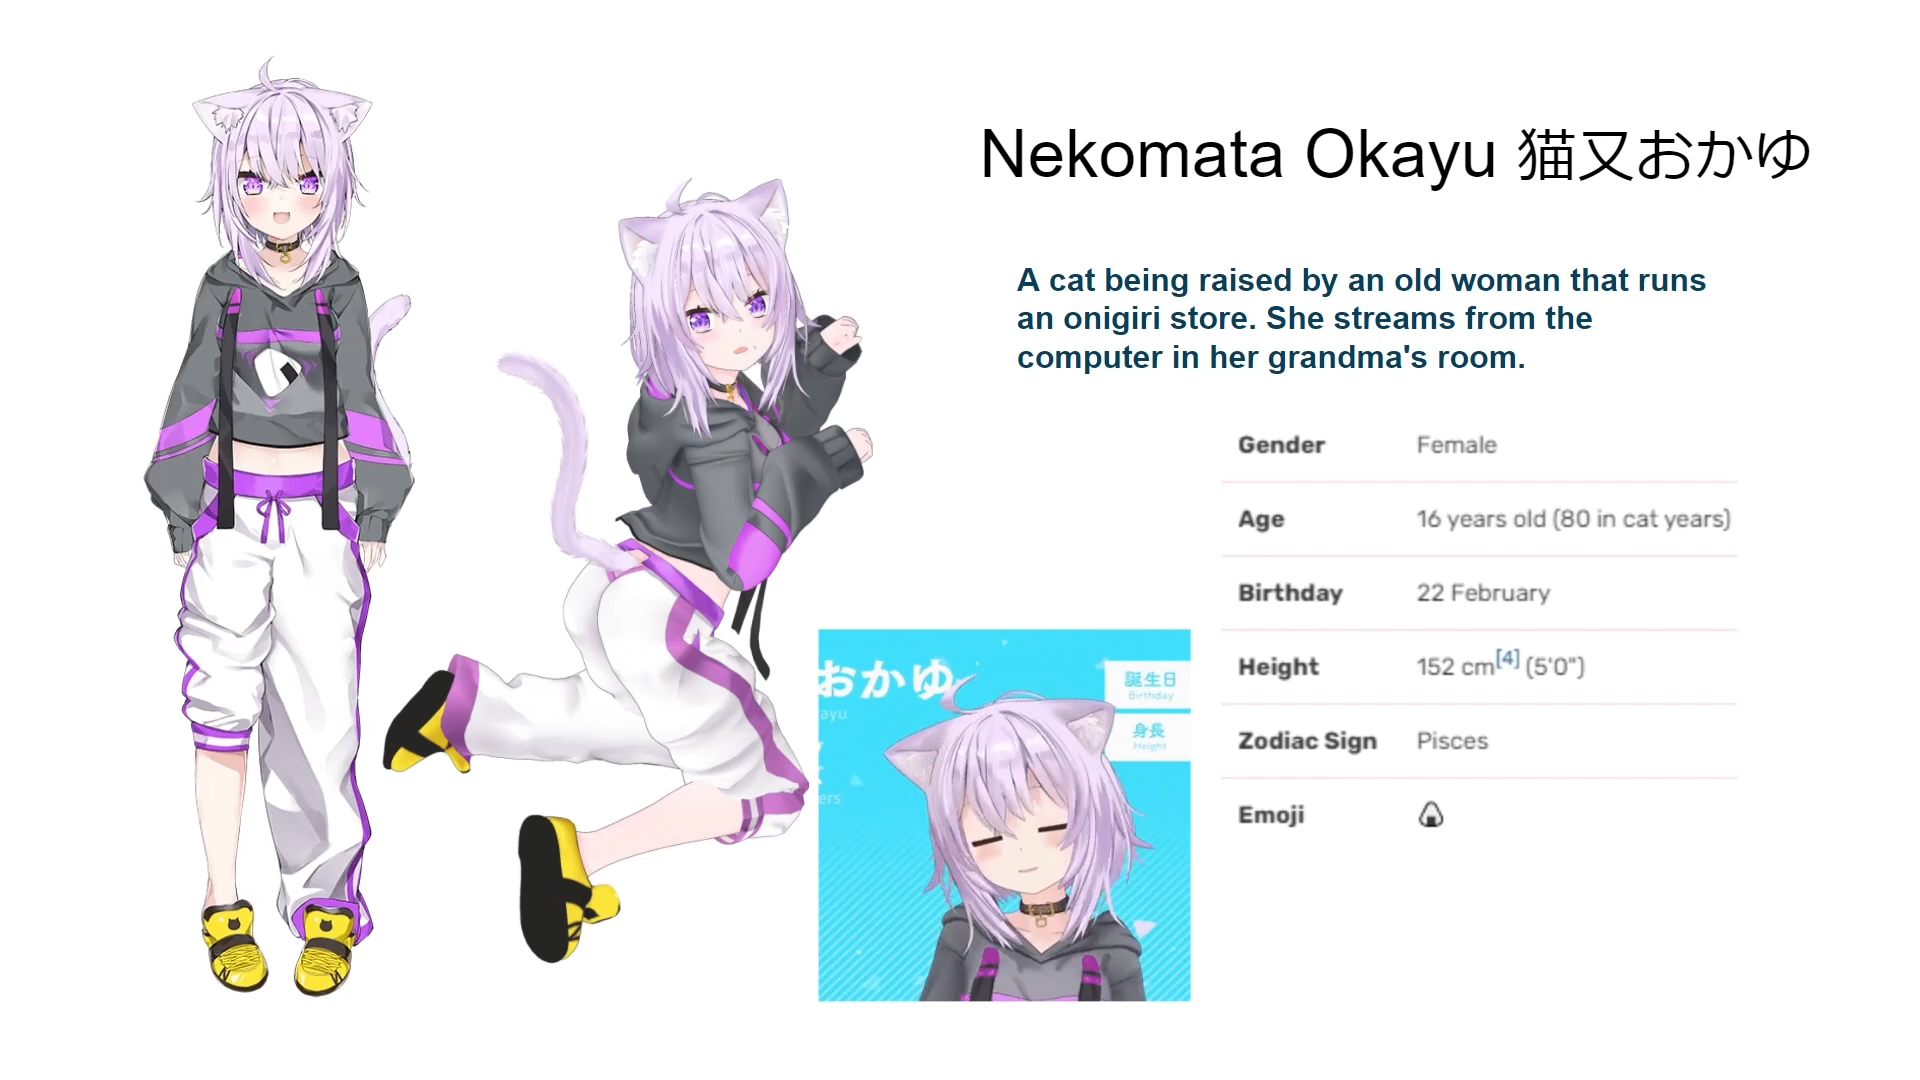 Nekomata Okayu 猫又おかゆ
A cat being raised by an old woman that runs
an onigiri store. She streams from the
computer in her grandma's room.
Gender Female
Age 16 years old (80 in cat years)
Birthday 22 February
Height 152 cm[4] (5'0")
Zodiac Sign Pisces
Emoji 🍙
おかゆ
ayu
ers
誕生日
Birthday
身長
Height